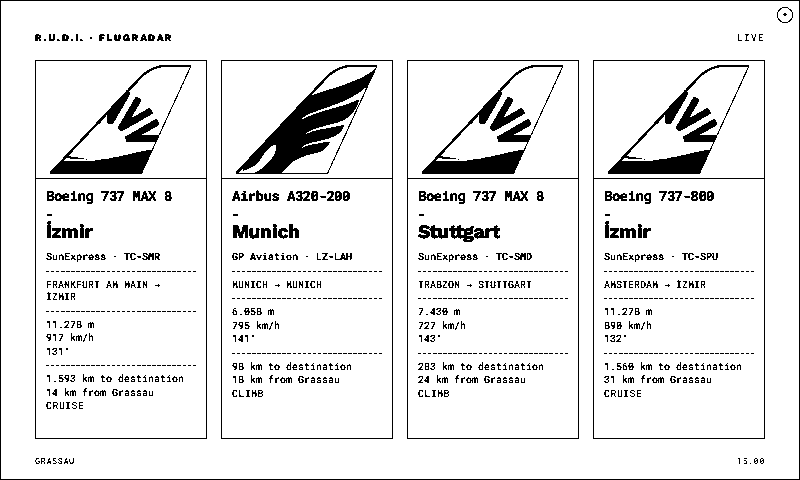 R.U.D.I. · FLUGRADAR
LIVE
Boeing 737 MAX 8
-
İzmir
SunExpress · TC-SMR
FRANKFURT AM MAIN →
IZMIR
11.278 m
917 km/h
131°
1.593 km to destination
14 km from Grassau
CRUISE
Airbus A320-200
-
Munich
GP Aviation · LZ-LAH
MUNICH → MUNICH
6.058 m
795 km/h
141°
98 km to destination
18 km from Grassau
CLIMB
Boeing 737 MAX 8
-
Stuttgart
SunExpress · TC-SMD
TRABZON → STUTTGART
7.430 m
727 km/h
143°
283 km to destination
24 km from Grassau
CLIMB
Boeing 737-800
-
İzmir
SunExpress · TC-SPU
AMSTERDAM → IZMIR
11.278 m
890 km/h
132°
1.560 km to destination
31 km from Grassau
CRUISE
GRASSAU
15.00